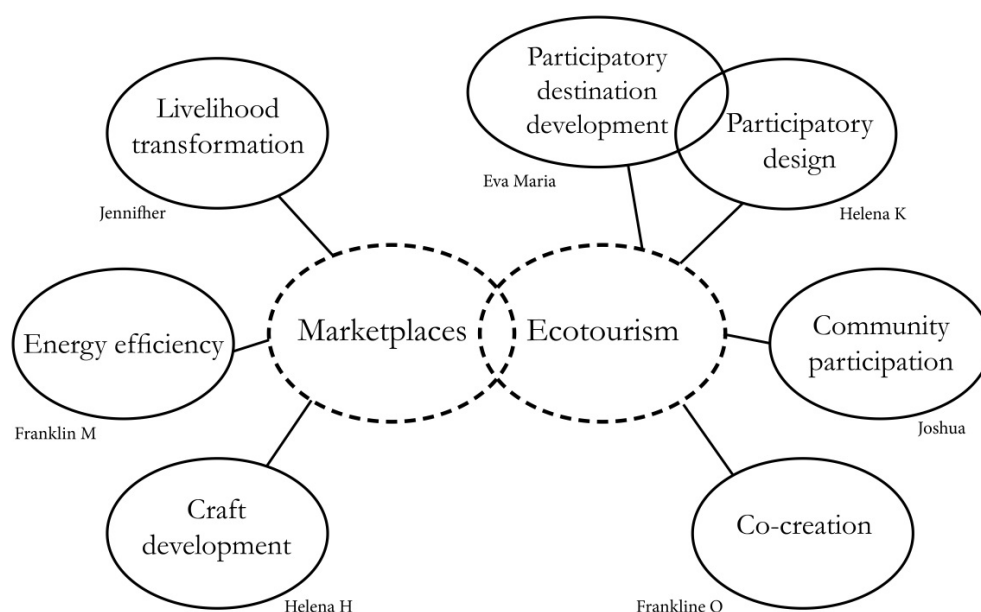 Livelihood
transformation
Jennifher
Participatory
destination
development
Eva Maria
Participatory
design
Helena K
Energy efficiency
Franklin M
Marketplaces
Ecotourism
Community
participation
Joshua
Craft
development
Helena H
Co-creation
Frankline O